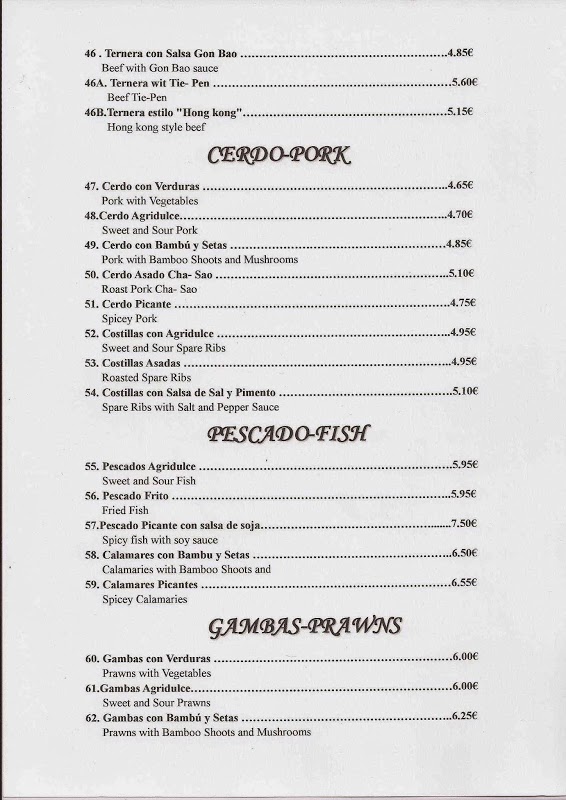 46 . Ternera con Salsa Gon Bao ........................................................4.85€
Beef with Gon Bao sauce
46A. Ternera wit Tie- Pen ................................................................5.60€
Beef Tie-Pen
46B.Ternera estilo "Hong kong".......................................................5.15€
Hong kong style beef
CERDO-PORK
47. Cerdo con Verduras ..................................................................4.65€
Pork with Vegetables
48.Cerdo Agridulce........................................................................4.70€
Sweet and Sour Pork
49. Cerdo con Bambú y Setas ..........................................................4.85€
Pork with Bamboo Shoots and Mushrooms
50. Cerdo Asado Cha- Sao ...............................................................5.10€
Roast Pork Cha- Sao
51. Cerdo Picante ..........................................................................4.75€
Spicey Pork
52. Costillas con Agridulce ..............................................................4.95€
Sweet and Sour Spare Ribs
53. Costillas Asadas ........................................................................4.95€
Roasted Spare Ribs
54. Costillas con Salsa de Sal y Pimento ...............................................5.10€
Spare Ribs with Salt and Pepper Sauce
PESCADO-FISH
55. Pescados Agridulce ....................................................................5.95€
Sweet and Sour Fish
56. Pescado Frito ...........................................................................5.95€
Fried Fish
57.Pescado Picante con salsa de soja...................................................7.50€
Spicy fish with soy sauce
58. Calamares con Bambu y Setas .....................................................6.50€
Calamaries with Bamboo Shoots and
59. Calamares Picantes ...................................................................6.55€
Spicey Calamaries
GAMBAS-PRAWNS
60. Gambas con Verduras ................................................................6.00€
Prawns with Vegetables
61.Gambas Agridulce......................................................................6.00€
Sweet and Sour Prawns
62. Gambas con Bambú y Setas ........................................................6.25€
Prawns with Bamboo Shoots and Mushrooms